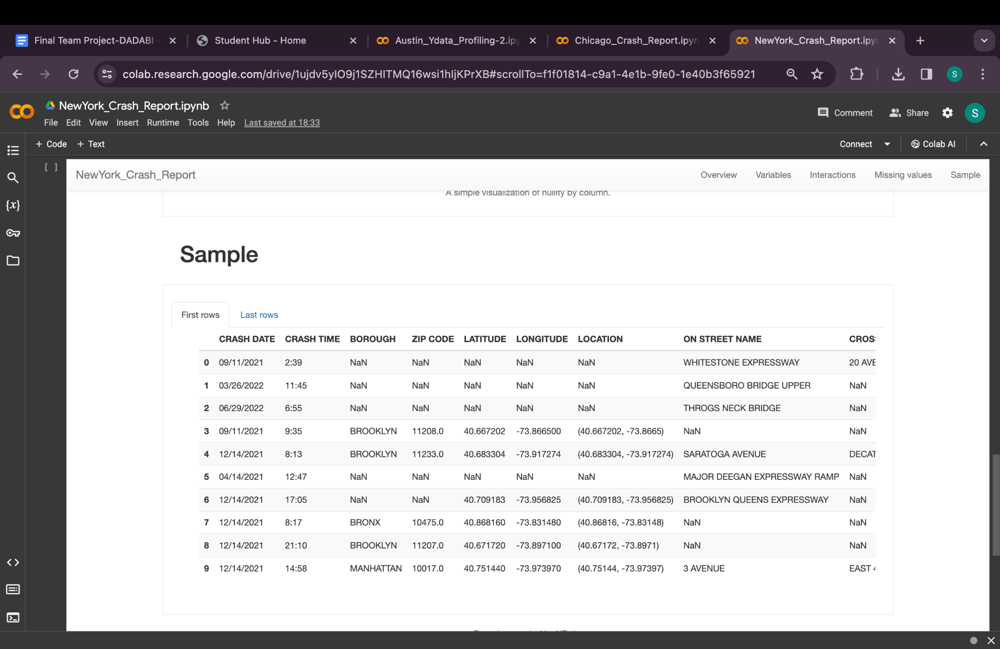 Final Team Project-DADABI
Student Hub - Home
Austin_Ydata_Profiling-2.ipy
Chicago_Crash_Report.ipyn
NewYork_Crash_Report.ipyn
colab.research.google.com/drive/1ujdv5yIO9j1SZHITMQ16wsi1hIjKPrXB#scrollTo=f1f01814-c9a1-4e1b-9fe0-1e40b3f65921
S
NewYork_Crash_Report.ipynb
Comment Share S
File Edit View Insert Runtime Tools Help Last saved at 18:33
+ Code + Text Connect Colab AI
[ ]
NewYork_Crash_Report Overview Variables Interactions Missing values Sample
{x}
A simple visualization of nullity by column.
Sample
First rows Last rows
CRASH DATE CRASH TIME BOROUGH ZIP CODE LATITUDE LONGITUDE LOCATION ON STREET NAME CROS
0 09/11/2021 2:39 NaN NaN NaN NaN NaN WHITESTONE EXPRESSWAY 20 AVE
1 03/26/2022 11:45 NaN NaN NaN NaN NaN QUEENSBORO BRIDGE UPPER NaN
2 06/29/2022 6:55 NaN NaN NaN NaN NaN THROGS NECK BRIDGE NaN
3 09/11/2021 9:35 BROOKLYN 11208.0 40.667202 -73.866500 (40.667202, -73.8665) NaN NaN
4 12/14/2021 8:13 BROOKLYN 11233.0 40.683304 -73.917274 (40.683304, -73.917274) SARATOGA AVENUE DECAT
5 04/14/2021 12:47 NaN NaN NaN NaN NaN MAJOR DEEGAN EXPRESSWAY RAMP NaN
6 12/14/2021 17:05 NaN NaN 40.709183 -73.956825 (40.709183, -73.956825) BROOKLYN QUEENS EXPRESSWAY NaN
7 12/14/2021 8:17 BRONX 10475.0 40.868160 -73.831480 (40.86816, -73.83148) NaN NaN
8 12/14/2021 21:10 BROOKLYN 11207.0 40.671720 -73.897100 (40.67172, -73.8971) NaN NaN
9 12/14/2021 14:58 MANHATTAN 10017.0 40.751440 -73.973970 (40.75144, -73.97397) 3 AVENUE EAST